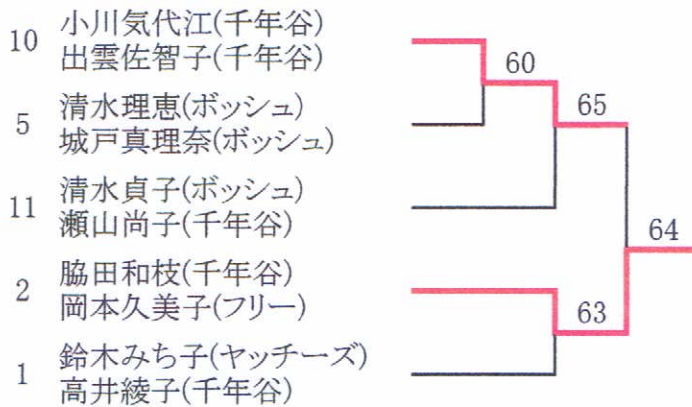 10 小川気代江(千年谷)
出雲佐智子(千年谷)
60
5 清水理恵(ボッシュ)
城戸真理奈(ボッシュ)
65
11 清水貞子(ボッシュ)
瀬山尚子(千年谷)
64
2 脇田和枝(千年谷)
岡本久美子(フリー)
63
1 鈴木みち子(ヤッチーズ)
高井綾子(千年谷)